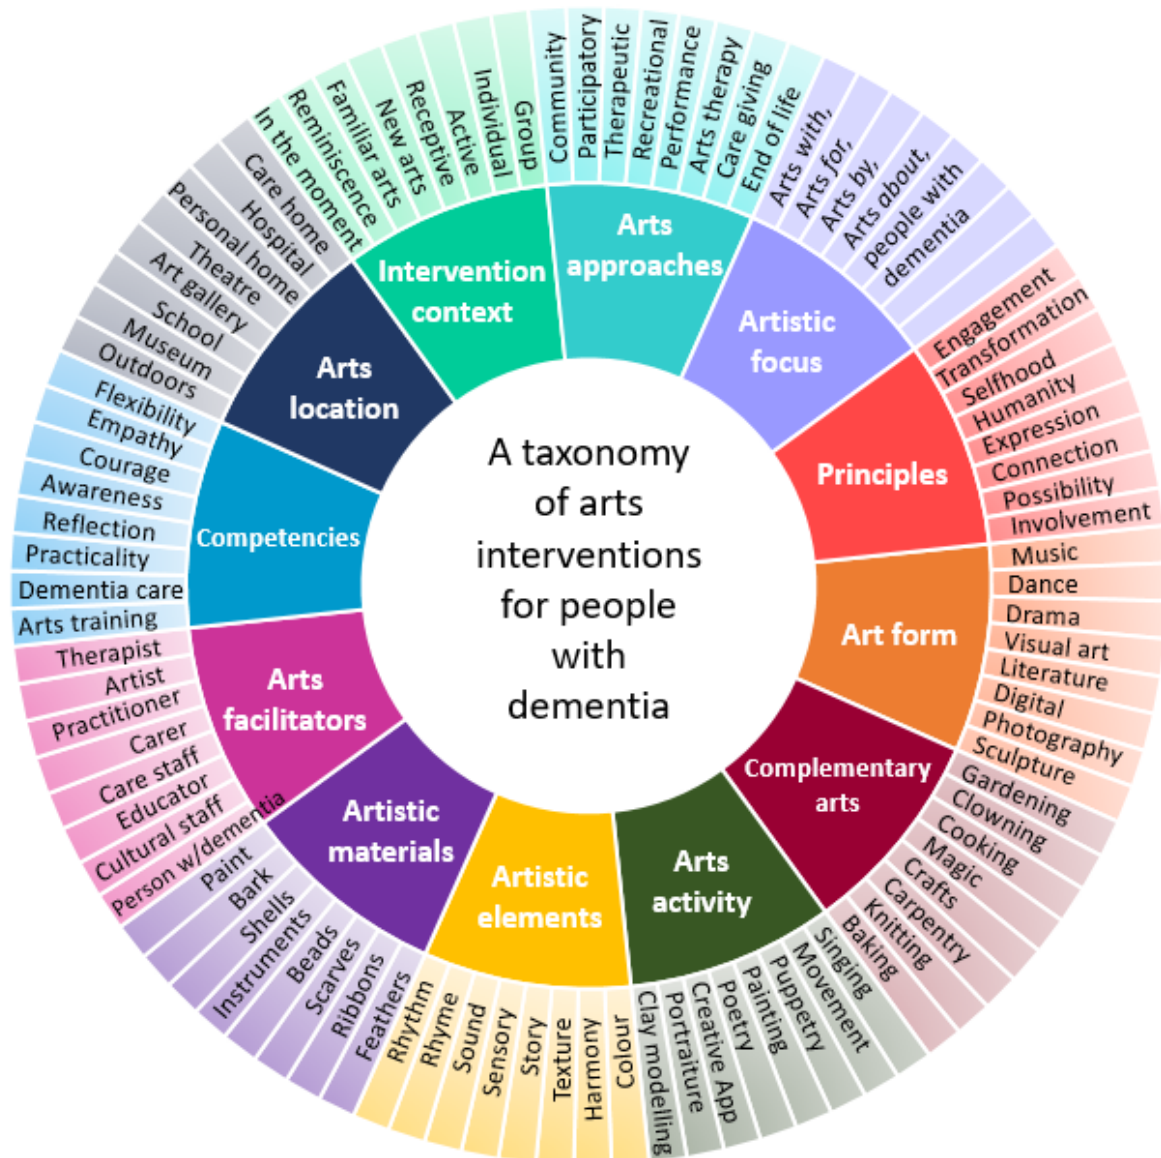 A taxonomy
of arts
interventions
for people
with
dementia
Arts
approaches
Community
Participatory
Therapeutic
Recreational
Performance
Arts therapy
Care giving
End of life
Artistic
focus
Arts with,
Arts for,
Arts by,
Arts about,
people with
dementia
Principles
Engagement
Transformation
Selfhood
Humanity
Expression
Connection
Possibility
Involvement
Art form
Music
Dance
Drama
Visual art
Literature
Digital
Photography
Sculpture
Complementary
arts
Gardening
Clowning
Cooking
Magic
Crafts
Carpentry
Knitting
Baking
Arts
activity
Singing
Movement
Puppetry
Painting
Poetry
Creative App
Portraiture
Clay modelling
Artistic
elements
Colour
Harmony
Texture
Story
Sensory
Sound
Rhyme
Rhythm
Artistic
materials
Feathers
Ribbons
Scarves
Beads
Instruments
Shells
Bark
Paint
Arts
facilitators
Person w/dementia
Cultural staff
Educator
Care staff
Carer
Practitioner
Artist
Therapist
Competencies
Arts training
Dementia care
Practicality
Reflection
Awareness
Courage
Empathy
Flexibility
Arts
location
Outdoors
Museum
School
Art gallery
Theatre
Personal home
Hospital
Care home
Intervention
context
In the moment
Reminiscence
Familiar arts
New arts
Receptive
Active
Individual
Group